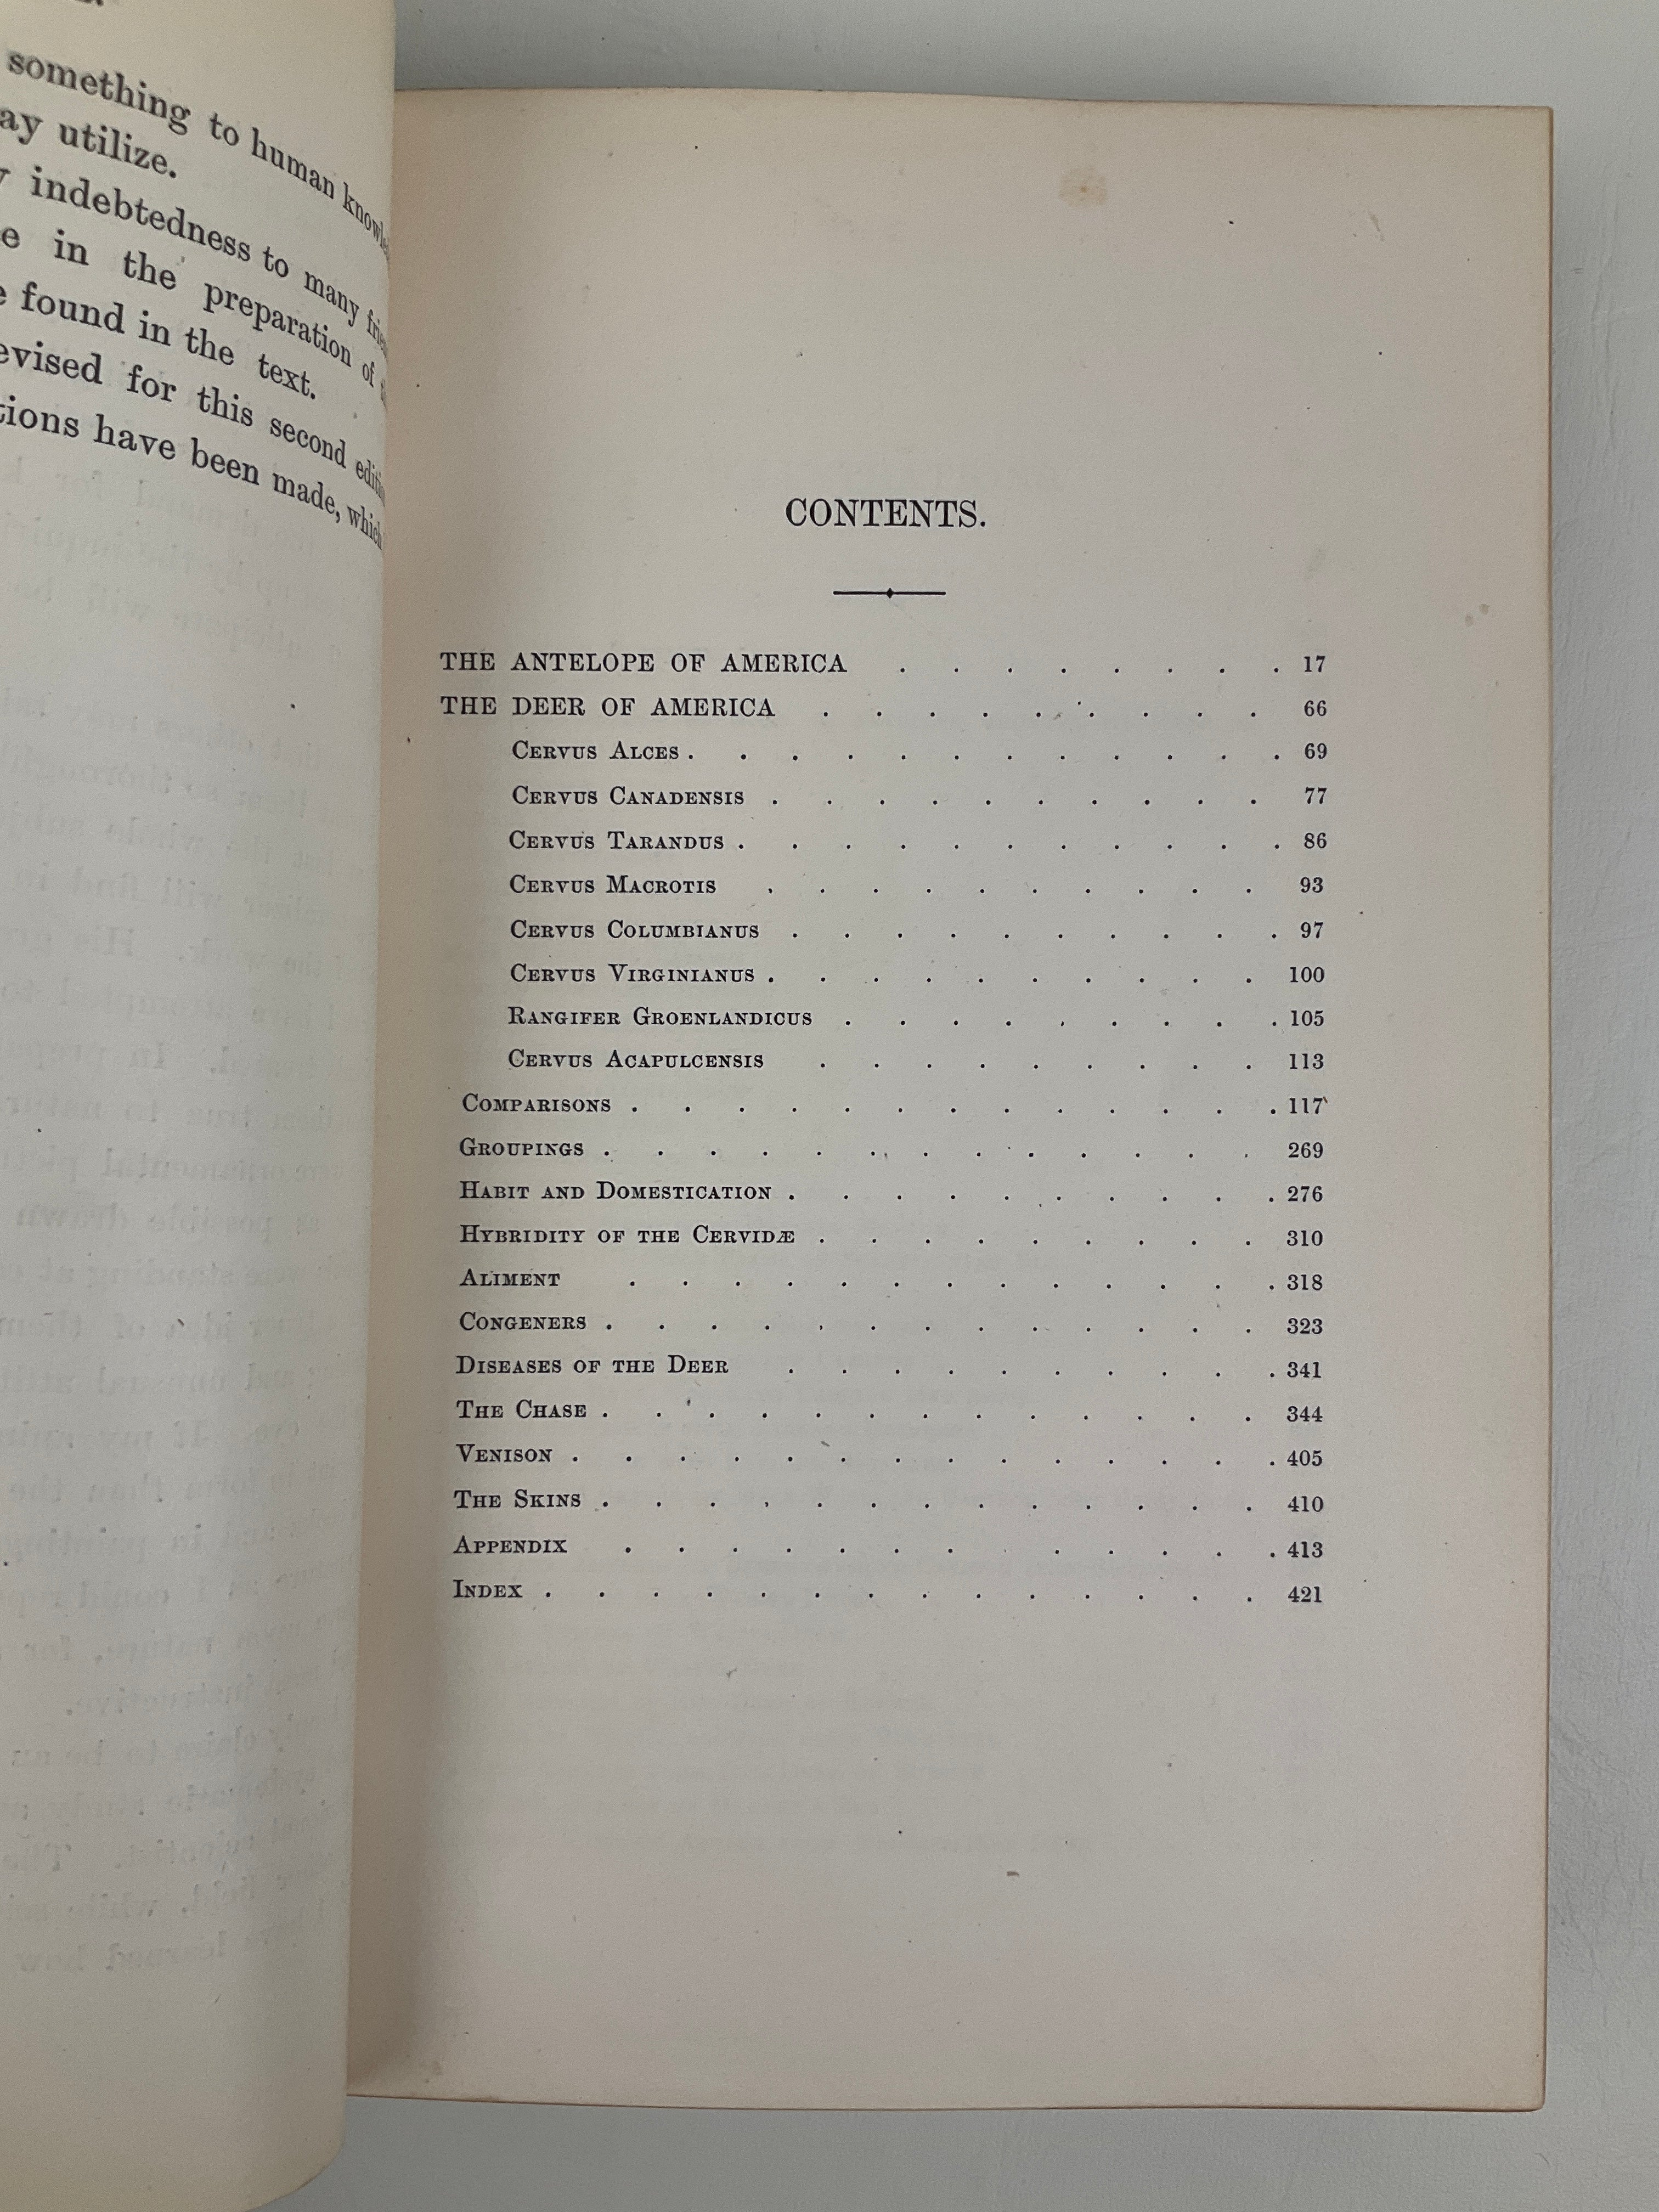 something to human
ay utilize.
indebtedness to many
e in the preparation of
found in the text.
evised for this second
tions have been made, which
CONTENTS.
THE ANTELOPE OF AMERICA . . . . . . . . 17
THE DEER OF AMERICA . . . . . . . . . 66
CERVUS ALCES . . . . . . . . . . . . 69
CERVUS CANADENSIS . . . . . . . . . . 77
CERVUS TARANDUS . . . . . . . . . . . 86
CERVUS MACROTIS . . . . . . . . . . 93
CERVUS COLUMBIANUS . . . . . . . . . . 97
CERVUS VIRGINIANUS . . . . . . . . . . 100
RANGIFER GROENLANDICUS . . . . . . . . . 105
CERVUS ACAPULCENSIS . . . . . . . . . 113
COMPARISONS . . . . . . . . . . . . . 117
GROUPINGS . . . . . . . . . . . . . 269
HABIT AND DOMESTICATION . . . . . . . . . . 276
HYBRIDITY OF THE CERVIDÆ . . . . . . . . . 310
ALIMENT . . . . . . . . . . . . . 318
CONGENERS . . . . . . . . . . . . . 323
DISEASES OF THE DEER . . . . . . . . . . 341
THE CHASE . . . . . . . . . . . . . 344
VENISON . . . . . . . . . . . . . . 405
THE SKINS . . . . . . . . . . . . . 410
APPENDIX . . . . . . . . . . . . . 413
INDEX . . . . . . . . . . . . . . 421